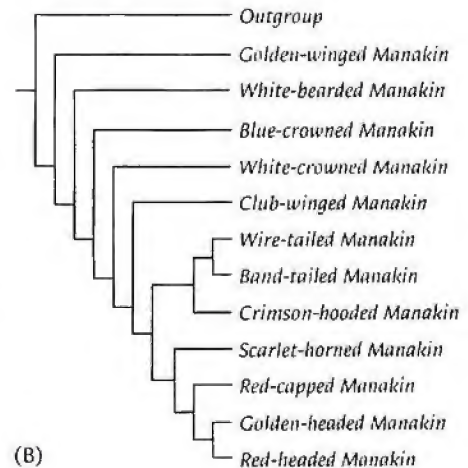 Outgroup
Golden-winged Manakin
White-bearded Manakin
Blue-crowned Manakin
White-crowned Manakin
Club-winged Manakin
Wire-tailed Manakin
Band-tailed Manakin
Crimson-hooded Manakin
Scarlet-horned Manakin
Red-capped Manakin
Golden-headed Manakin
Red-headed Manakin
(B)